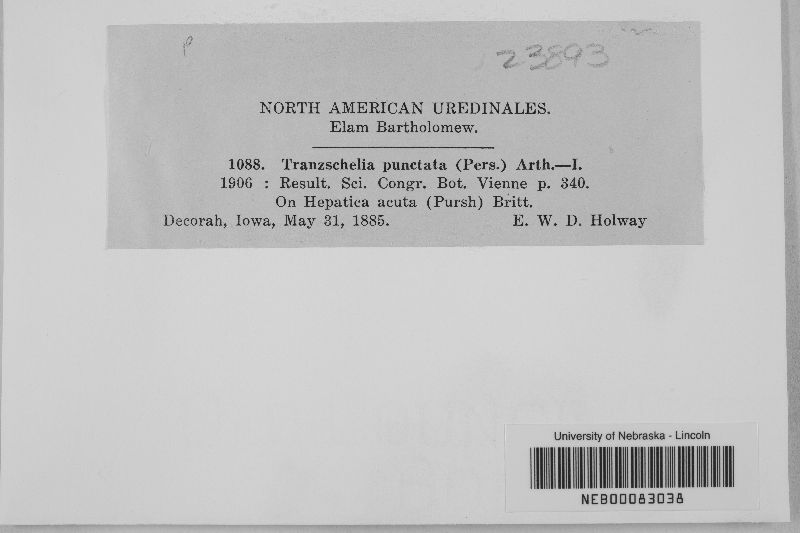 P
23893
NORTH AMERICAN UREDINALES.
Elam Bartholomew.
1088. Tranzschelia punctata (Pers.) Arth.—I.
1906 : Result. Sci. Congr. Bot. Vienne p. 340.
On Hepatica acuta (Pursh) Britt.
Decorah, Iowa, May 31, 1885. E. W. D. Holway
University of Nebraska - Lincoln
NEB00083038